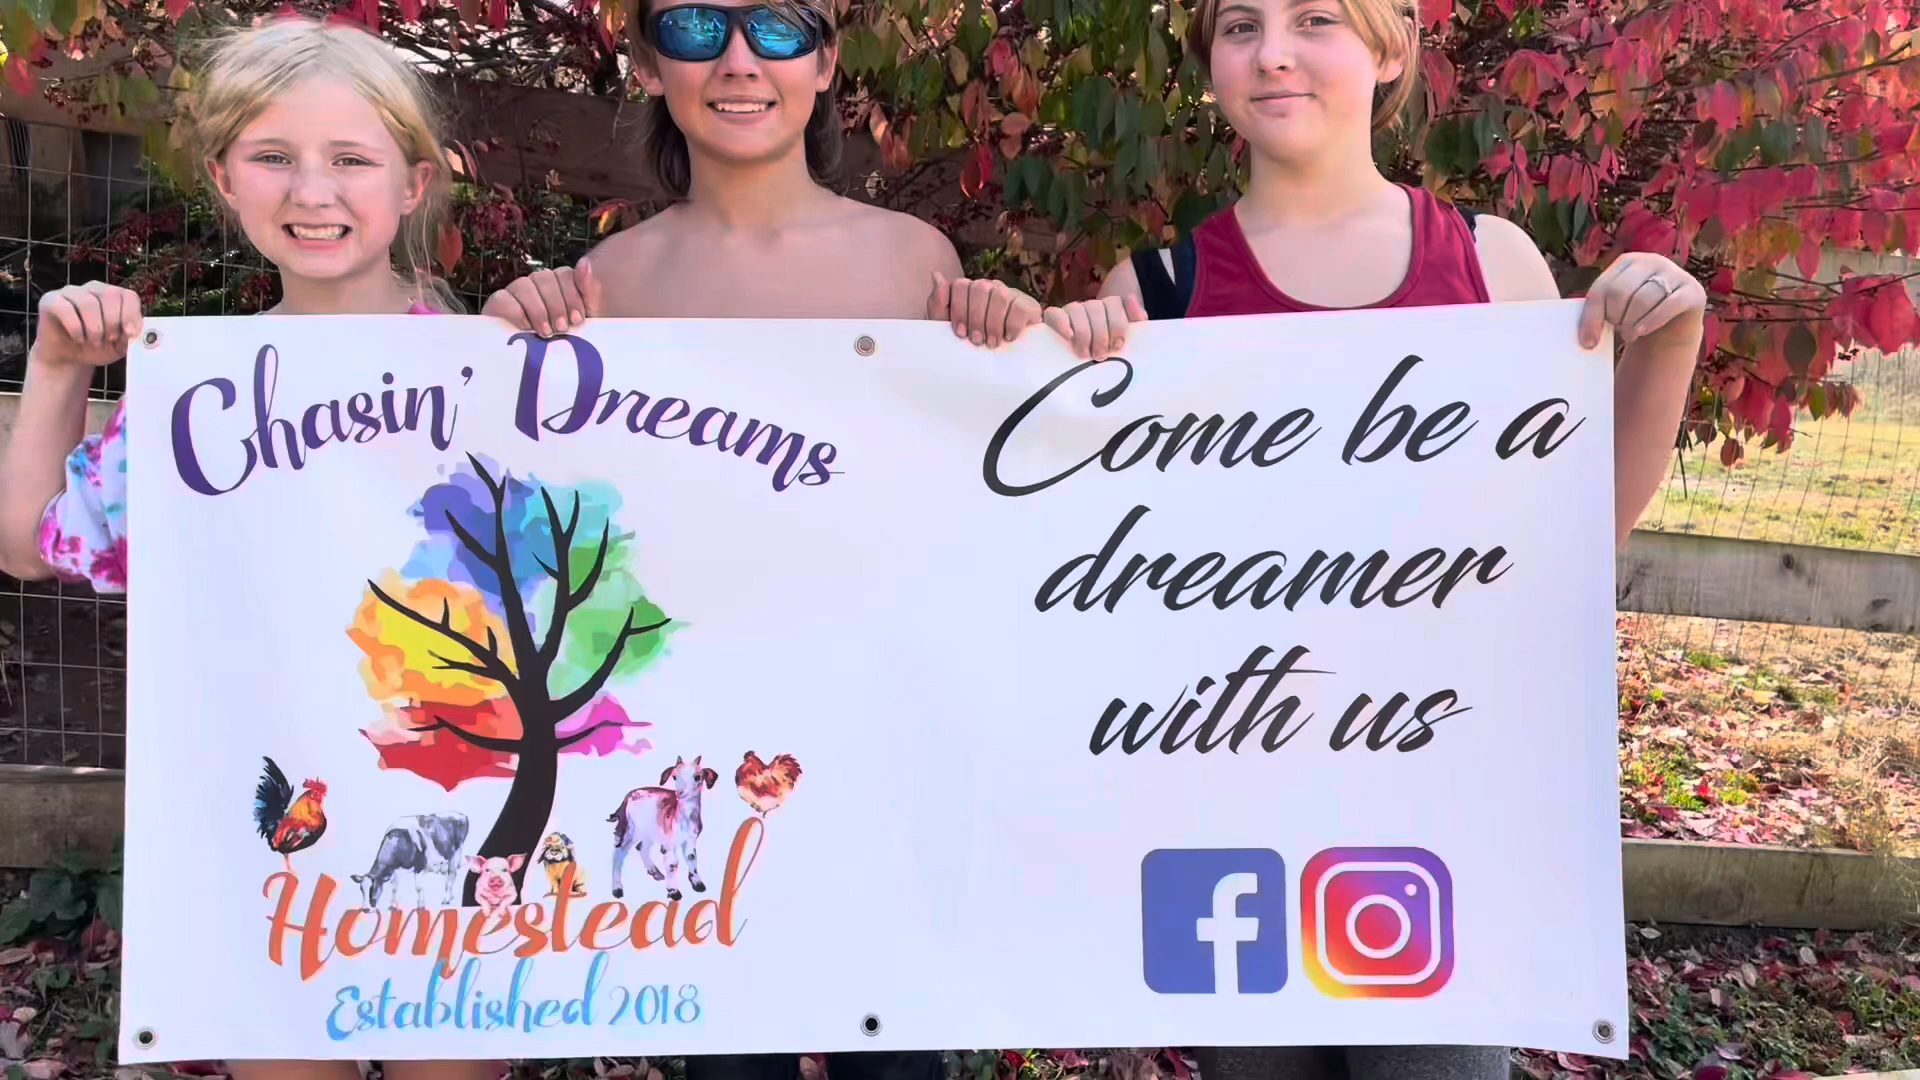 Chasin' Dreams
Homestead
Established 2018
Come be a
dreamer
with us